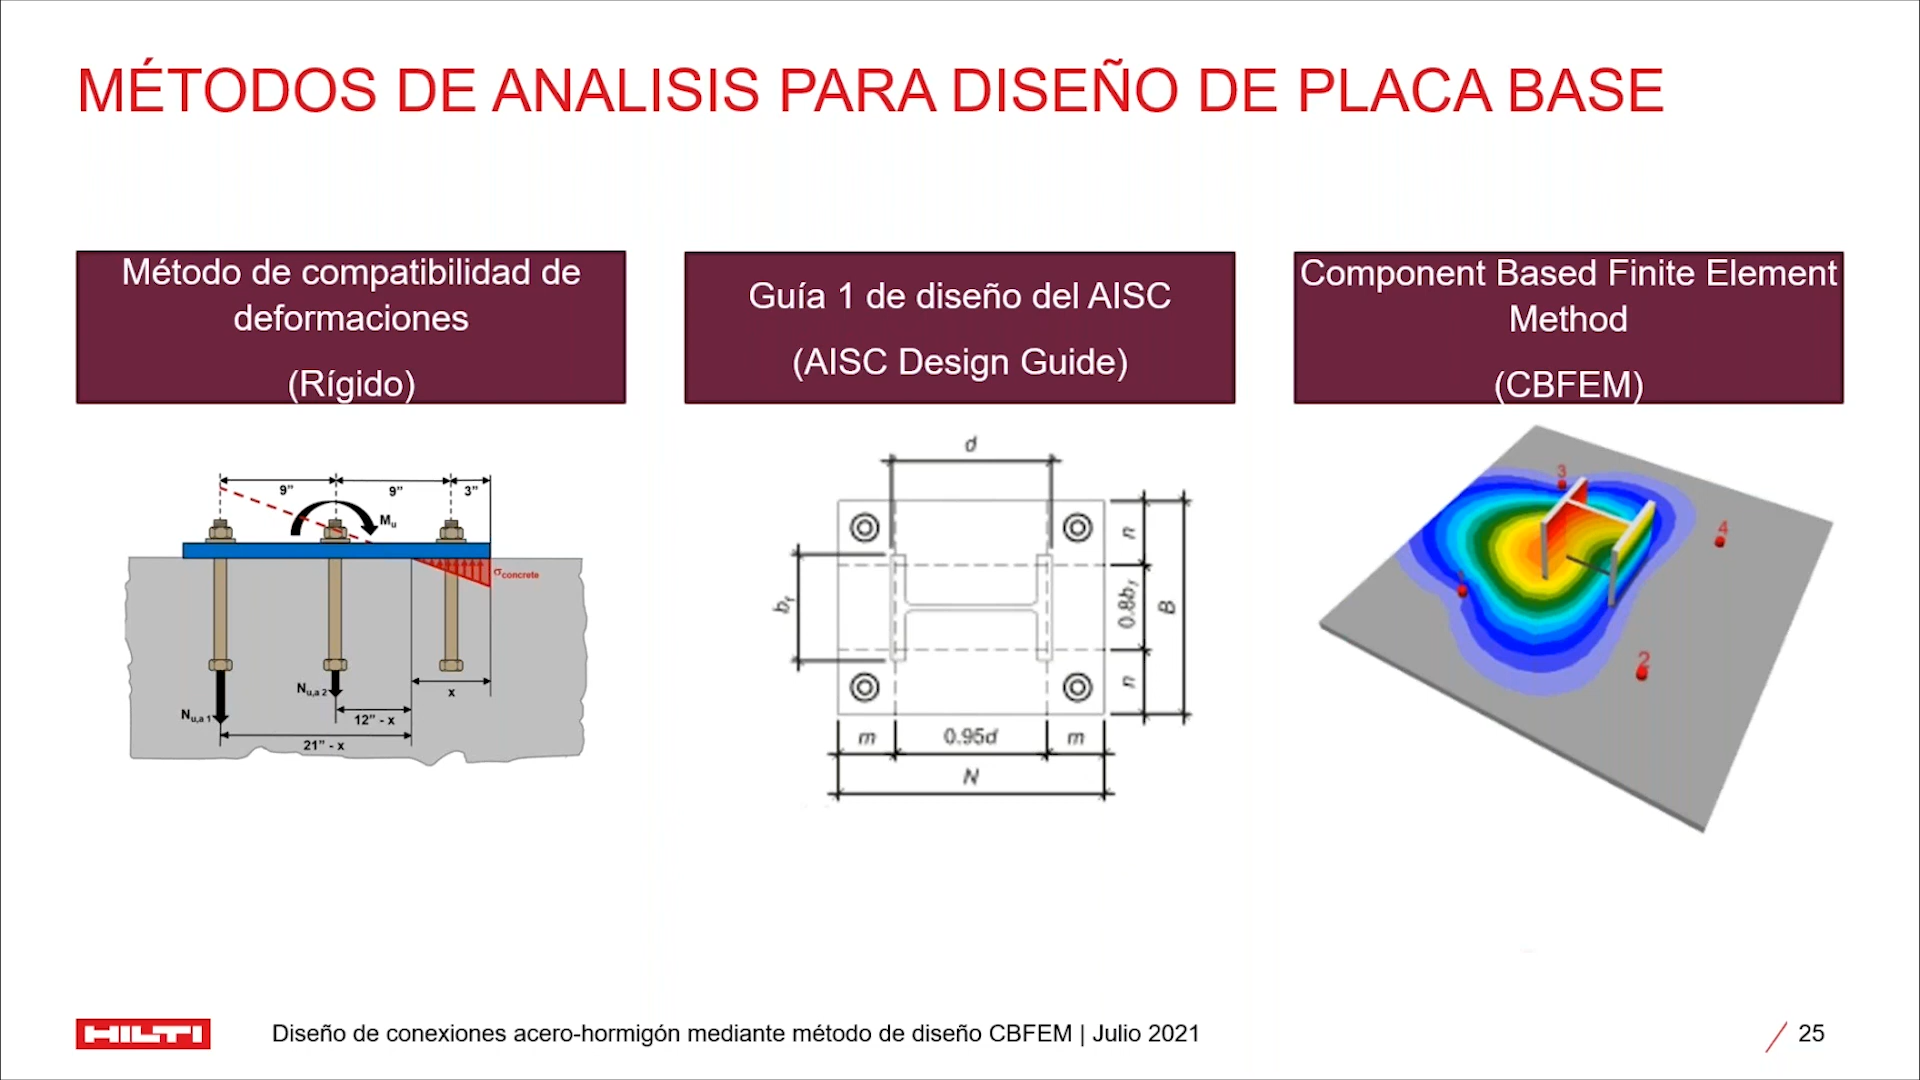 MÉTODOS DE ANALISIS PARA DISEÑO DE PLACA BASE
Método de compatibilidad de
deformaciones
(Rígido)
Guía 1 de diseño del AISC
(AISC Design Guide)
Component Based Finite Element
Method
(CBFEM)
9” 9” 3”
Mu
σconcrete
Nu,a 2
x
Nu,a 1
12” - x
21” - x
d
n
bf
0.8bf
B
n
m 0.95d m
N
3
4
1
2
HILTI
Diseño de conexiones acero-hormigón mediante método de diseño CBFEM | Julio 2021
25